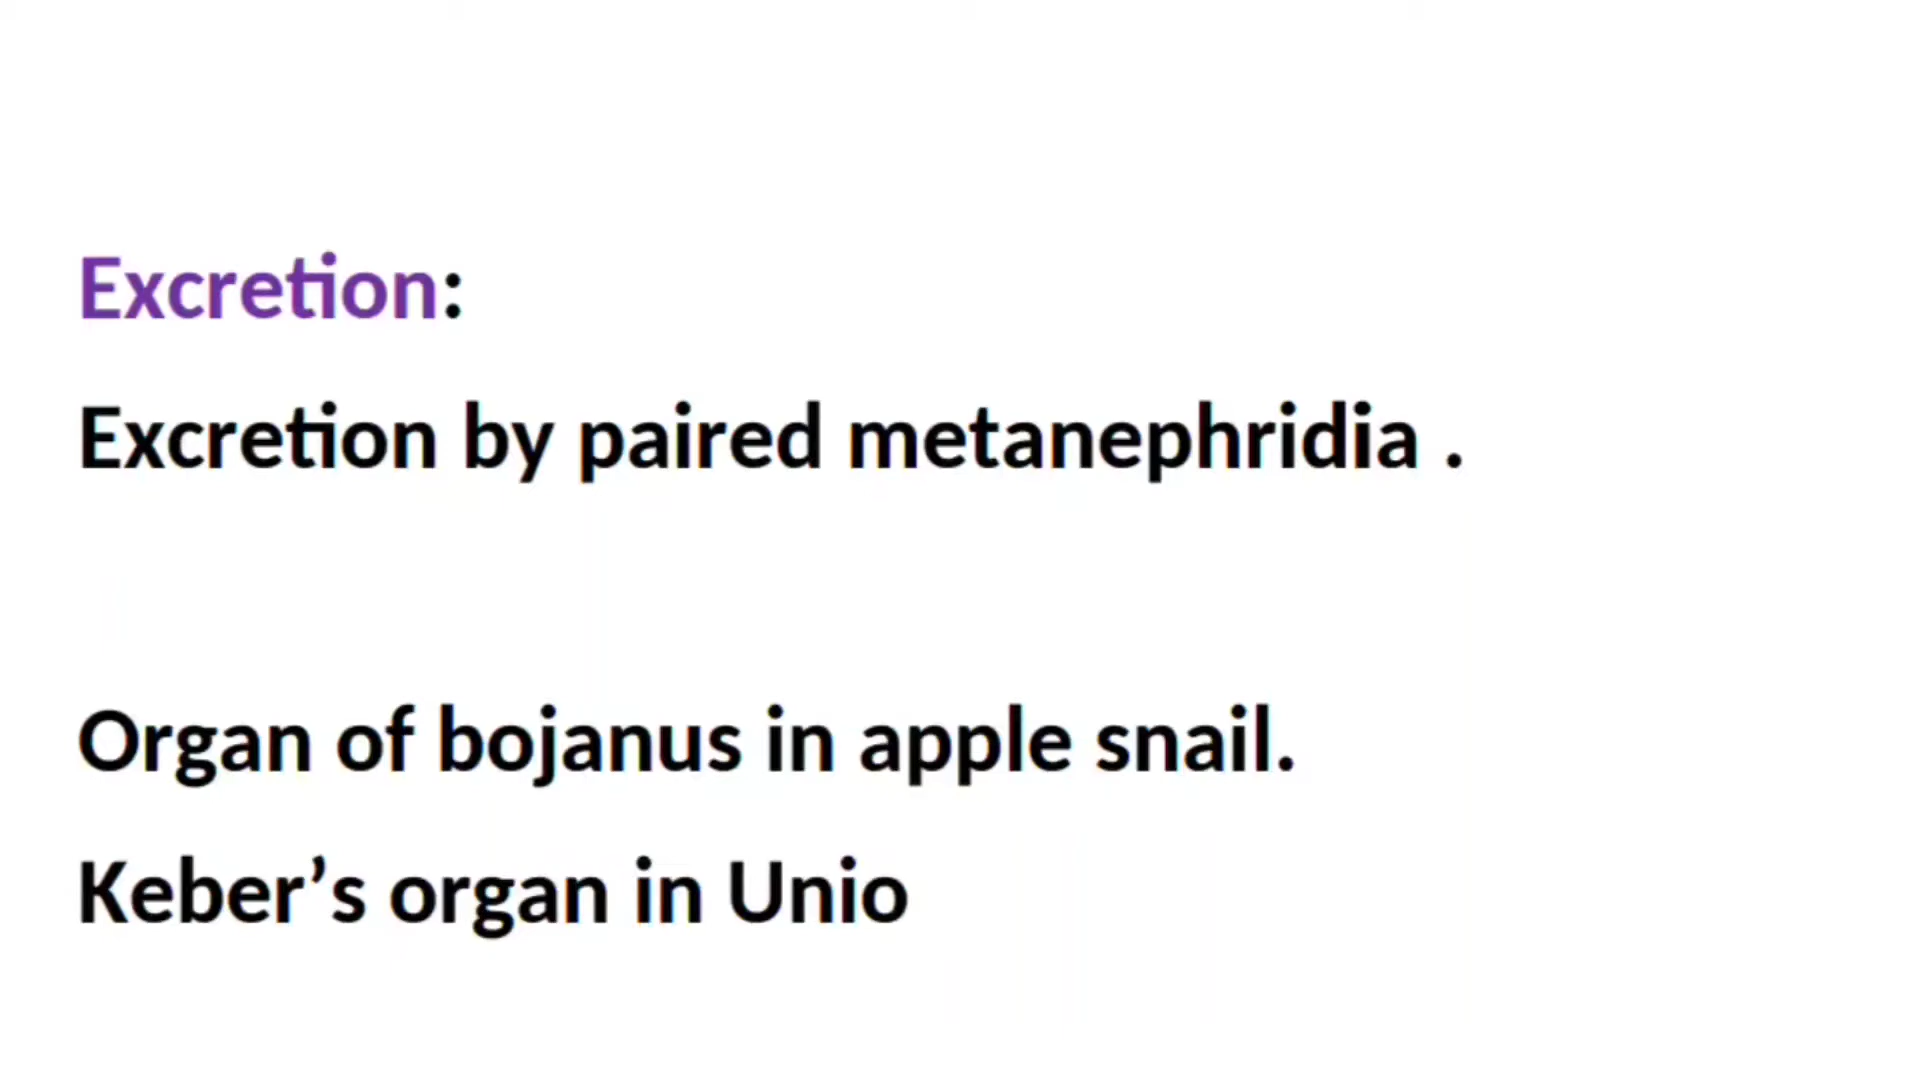 Excretion:
Excretion by paired metanephridia .
Organ of bojanus in apple snail.
Keber’s organ in Unio